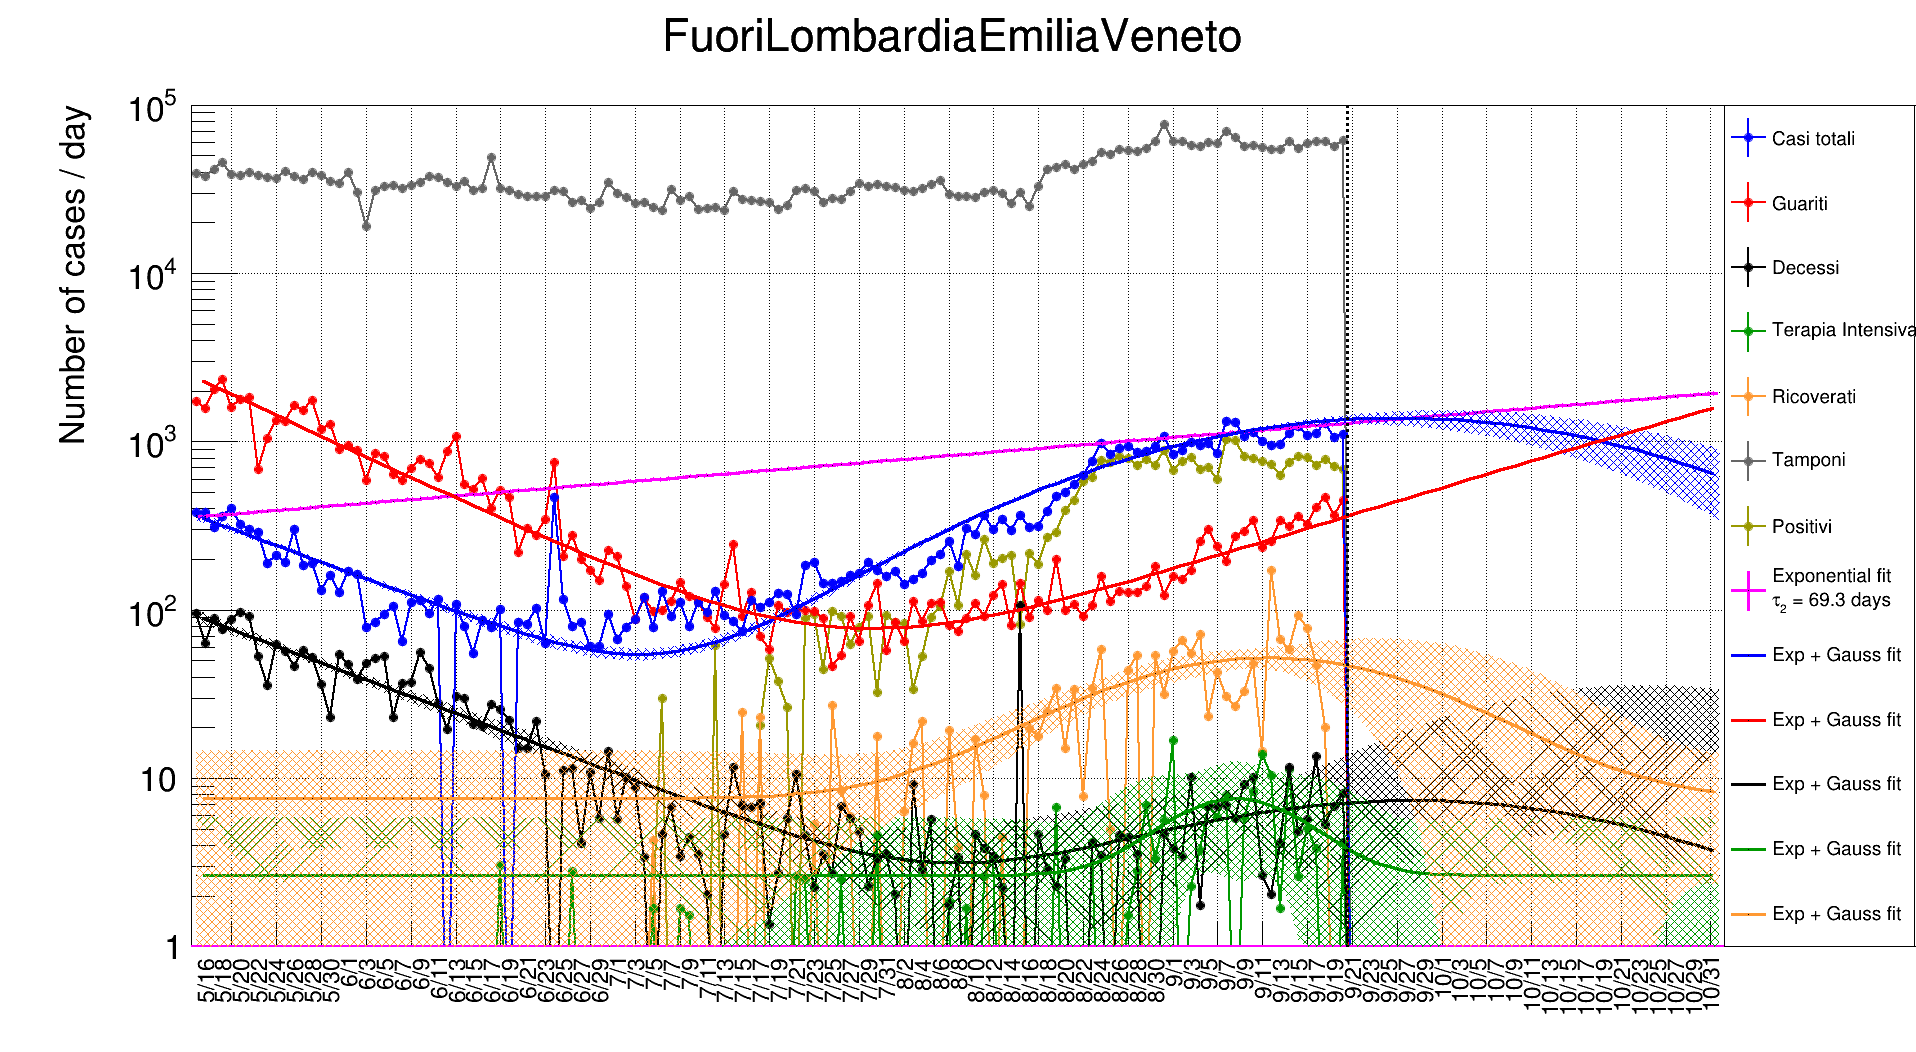 FuoriLombardiaEmiliaVeneto
Number of cases / day
10⁵
10⁴
10³
10²
10
1
5/16 5/18 5/20 5/22 5/24 5/26 5/28 5/30 6/1 6/3 6/5 6/7 6/9 6/11 6/13 6/15 6/17 6/19 6/21 6/23 6/25 6/27 6/29 7/1 7/3 7/5 7/7 7/9 7/11 7/13 7/15 7/17 7/19 7/21 7/23 7/25 7/27 7/29 7/31 8/2 8/4 8/6 8/8 8/10 8/12 8/14 8/16 8/18 8/20 8/22 8/24 8/26 8/28 8/30 9/1 9/3 9/5 9/7 9/9 9/11 9/13 9/15 9/17 9/19 9/21 9/23 9/25 9/27 9/29 10/1 10/3 10/5 10/7 10/9 10/11 10/13 10/15 10/17 10/19 10/21 10/23 10/25 10/27 10/29 10/31
Casi totali
Guariti
Decessi
Terapia Intensiva
Ricoverati
Tamponi
Positivi
Exponential fit
τ₂ = 69.3 days
Exp + Gauss fit
Exp + Gauss fit
Exp + Gauss fit
Exp + Gauss fit
Exp + Gauss fit